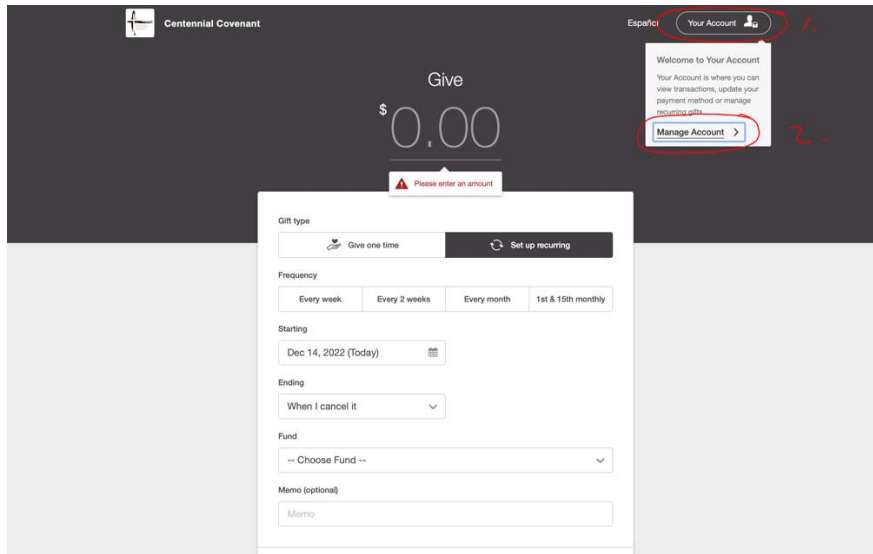 Centennial Covenant
Español
Your Account
1.
Welcome to Your Account
Your Account is where you can
view transactions, update your
payment method or manage
recurring gifts.
Manage Account
2.
Give
$0.00
Please enter an amount
Gift type
Give one time
Set up recurring
Frequency
Every week
Every 2 weeks
Every month
1st & 15th monthly
Starting
Dec 14, 2022 (Today)
Ending
When I cancel it
Fund
-- Choose Fund --
Memo (optional)
Memo